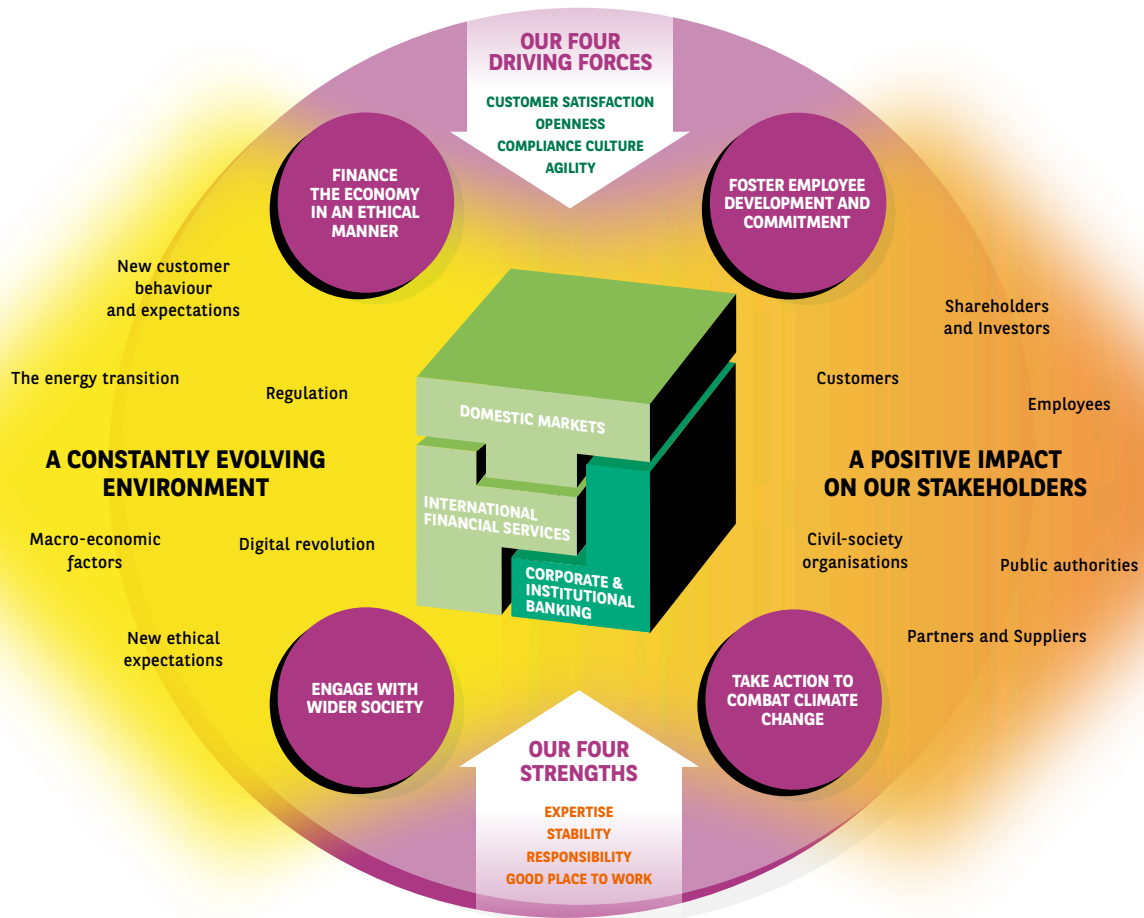 OUR FOUR
DRIVING FORCES
CUSTOMER SATISFACTION
OPENNESS
COMPLIANCE CULTURE
AGILITY
FINANCE
THE ECONOMY
IN AN ETHICAL
MANNER
FOSTER EMPLOYEE
DEVELOPMENT AND
COMMITMENT
New customer
behaviour
and expectations
The energy transition
Regulation
A CONSTANTLY EVOLVING
ENVIRONMENT
Macro-economic
factors
Digital revolution
New ethical
expectations
DOMESTIC MARKETS
INTERNATIONAL
FINANCIAL SERVICES
CORPORATE &
INSTITUTIONAL
BANKING
Shareholders
and Investors
Customers
Employees
A POSITIVE IMPACT
ON OUR STAKEHOLDERS
Civil-society
organisations
Public authorities
Partners and Suppliers
ENGAGE WITH
WIDER SOCIETY
TAKE ACTION TO
COMBAT CLIMATE
CHANGE
OUR FOUR
STRENGTHS
EXPERTISE
STABILITY
RESPONSIBILITY
GOOD PLACE TO WORK